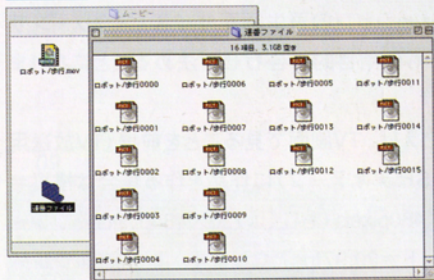 ムービー
ロボット/歩行.mov
連番ファイル
連番ファイル
16 項目、3.1GB 空き
ロボット/歩行0000
ロボット/歩行0006
ロボット/歩行0005
ロボット/歩行0011
ロボット/歩行0001
ロボット/歩行0007
ロボット/歩行0013
ロボット/歩行0014
ロボット/歩行0002
ロボット/歩行0008
ロボット/歩行0012
ロボット/歩行0015
ロボット/歩行0003
ロボット/歩行0009
ロボット/歩行0004
ロボット/歩行0010